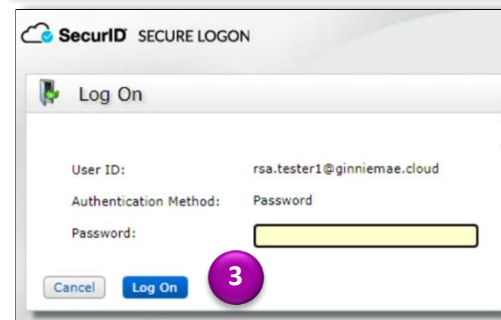 SecurID SECURE LOGON
Log On
User ID: rsa.tester1@ginniemae.cloud
Authentication Method: Password
Password:
Cancel Log On 3